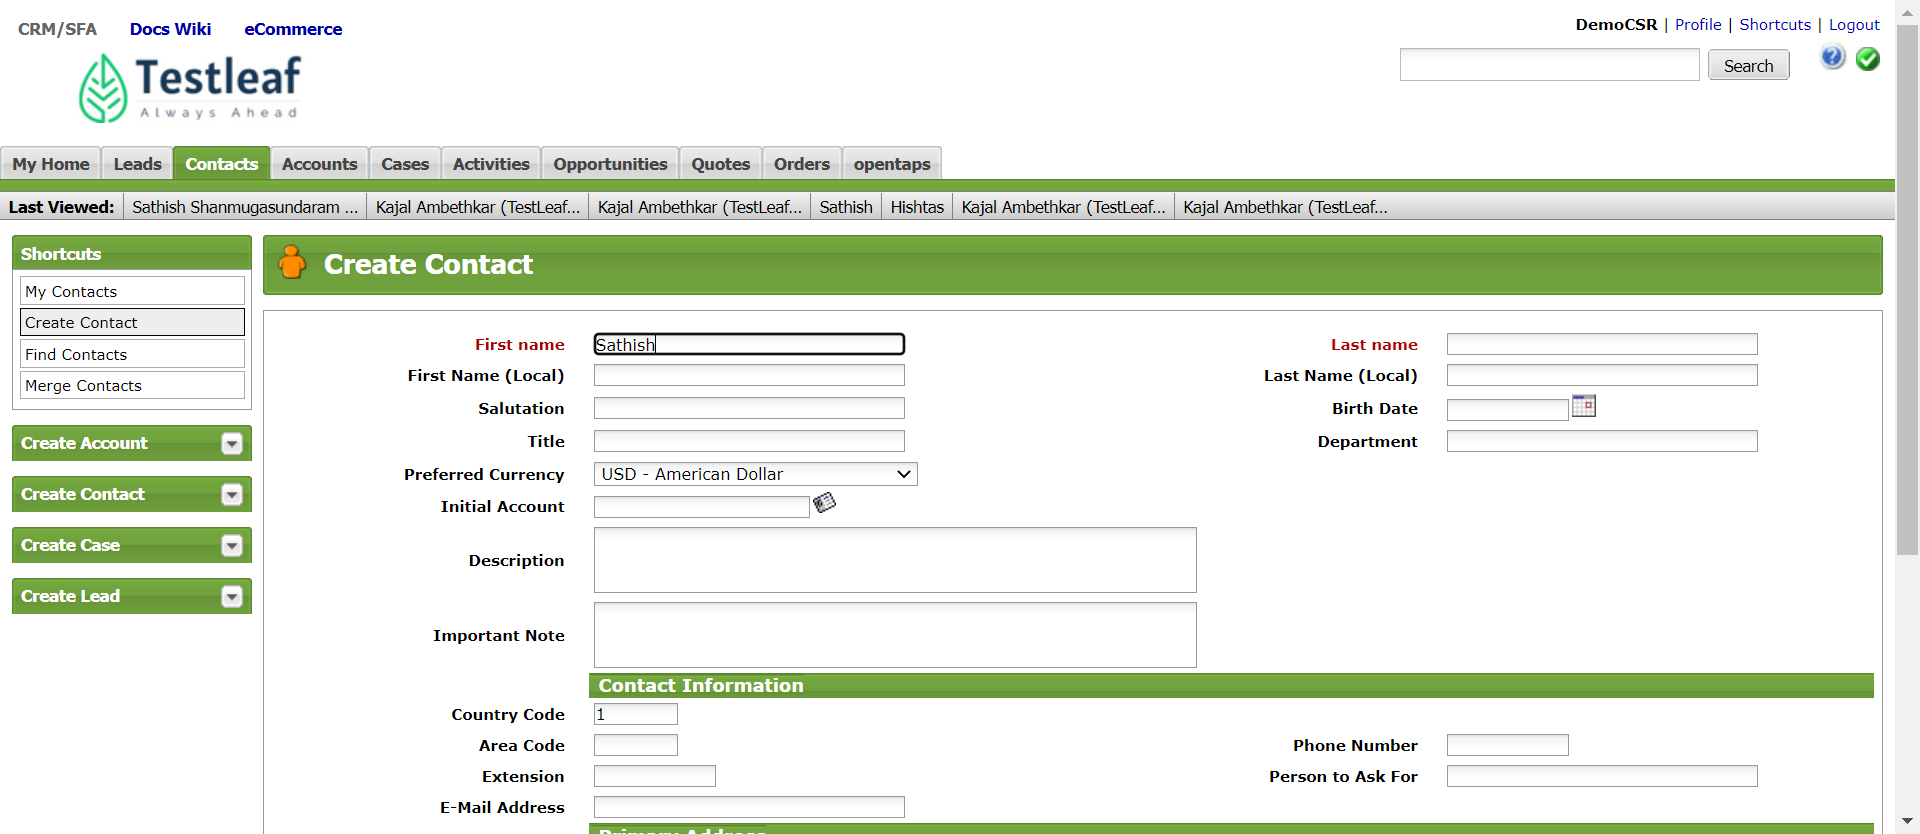 CRM/SFA Docs Wiki eCommerce
DemoCSR | Profile | Shortcuts | Logout
Testleaf
Always Ahead
Search
My Home Leads Contacts Accounts Cases Activities Opportunities Quotes Orders opentaps
Last Viewed: Sathish Shanmugasundaram ... Kajal Ambethkar (TestLeaf... Kajal Ambethkar (TestLeaf... Sathish Hishtas Kajal Ambethkar (TestLeaf... Kajal Ambethkar (TestLeaf...
Shortcuts
My Contacts
Create Contact
Find Contacts
Merge Contacts
Create Account
Create Contact
Create Case
Create Lead
Create Contact
First name Sathish Last name
First Name (Local) Last Name (Local)
Salutation Birth Date
Title Department
Preferred Currency USD - American Dollar
Initial Account
Description
Important Note
Contact Information
Country Code 1
Area Code Phone Number
Extension Person to Ask For
E-Mail Address
Primary Address